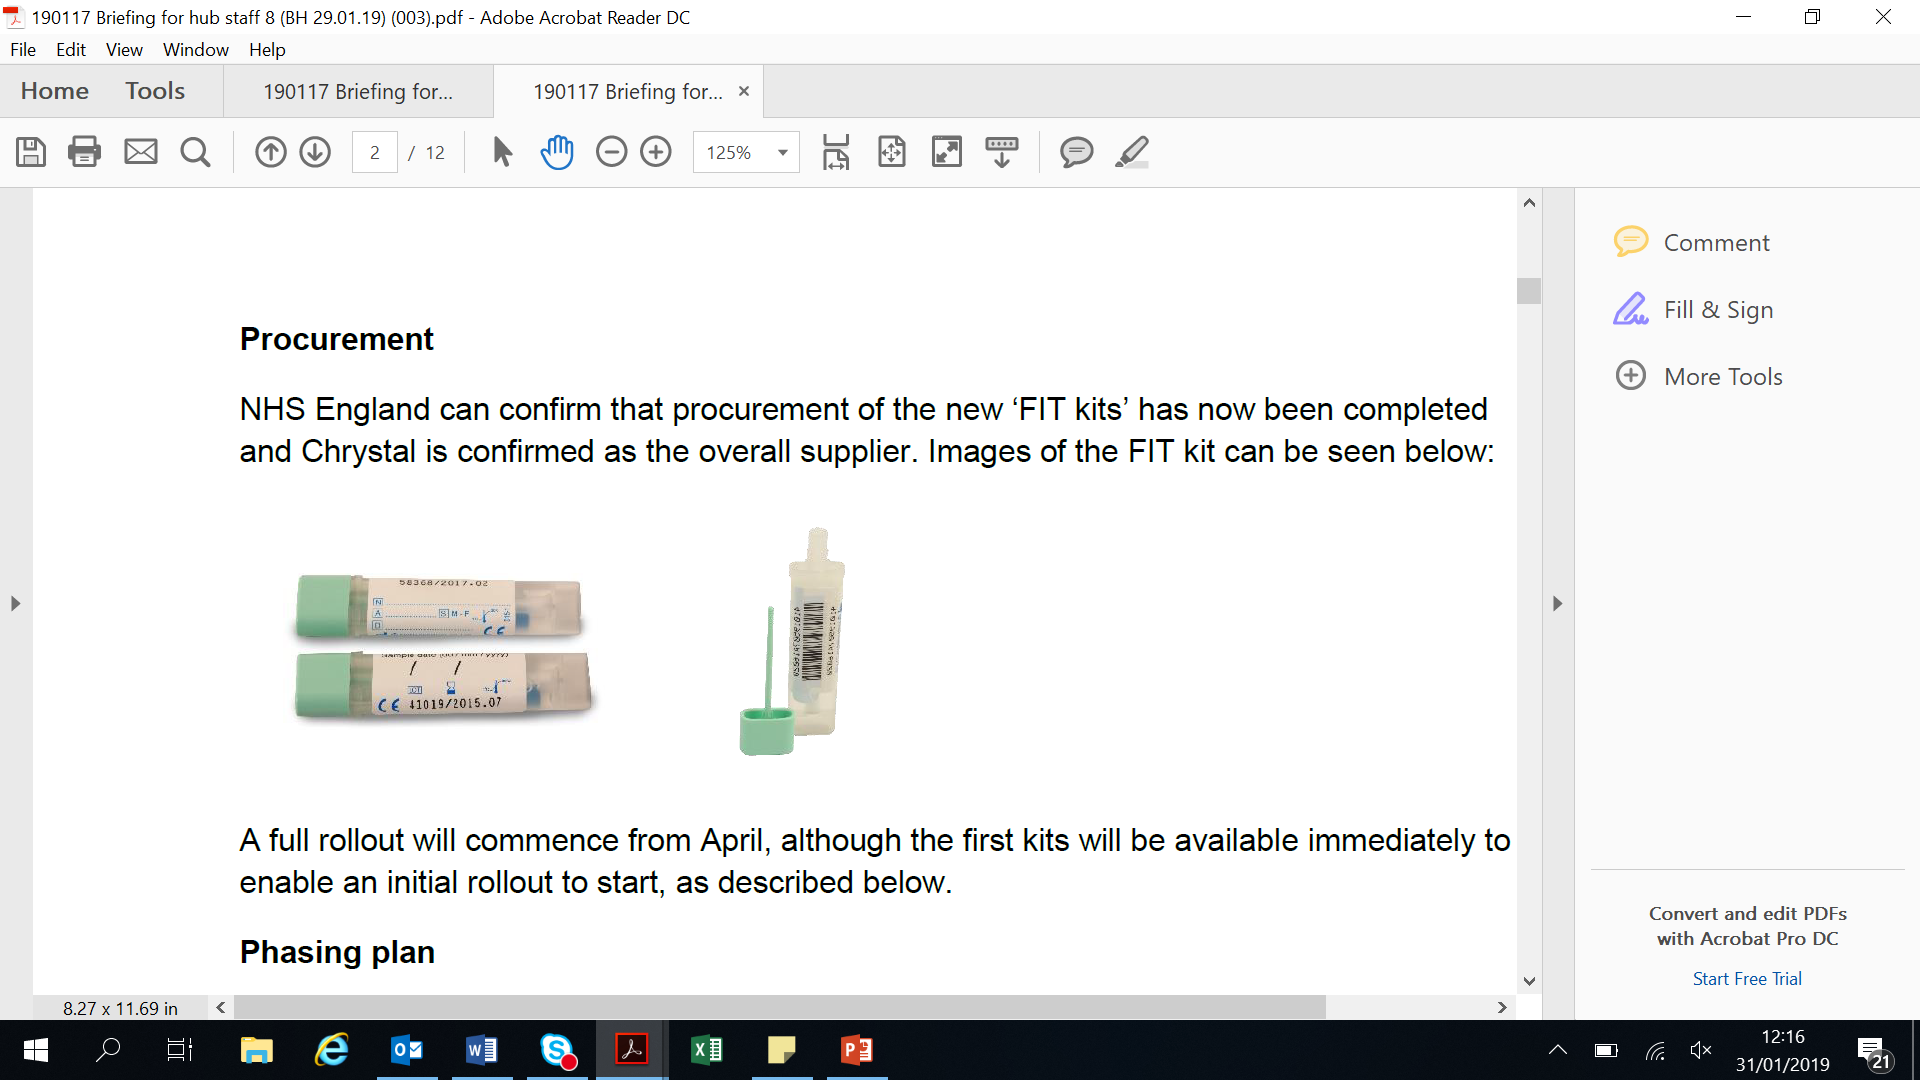 190117 Briefing for hub staff 8 (BH 29.01.19) (003).pdf - Adobe Acrobat Reader DC
File Edit View Window Help
Home Tools 190117 Briefing for... 190117 Briefing for...
2 / 12 125%
Procurement
NHS England can confirm that procurement of the new ‘FIT kits’ has now been completed
and Chrystal is confirmed as the overall supplier. Images of the FIT kit can be seen below:
58368/2017.02
N
A S M-F
D
CE
/ /
LOT
CE 41019/2015.07
A full rollout will commence from April, although the first kits will be available immediately to
enable an initial rollout to start, as described below.
Phasing plan
8.27 x 11.69 in
Comment
Fill & Sign
More Tools
Convert and edit PDFs
with Acrobat Pro DC
Start Free Trial
12:16
31/01/2019
21